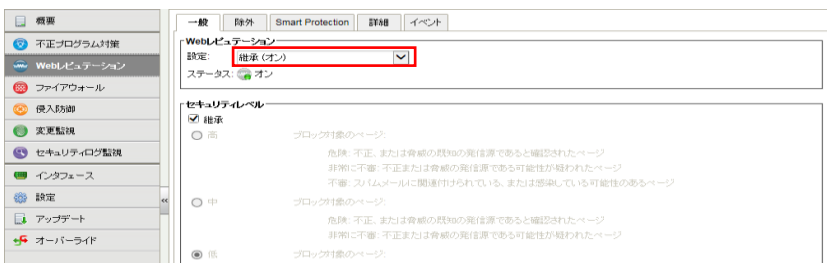 概要
不正プログラム対策
Webレピュテーション
ファイアウォール
侵入防御
変更監視
セキュリティログ監視
インタフェース
設定
アップデート
オーバーライド
一般 除外 Smart Protection 詳細 イベント
Webレピュテーション
設定: 継承 (オン)
ステータス: オン
セキュリティレベル
継承
高 ブロック対象のページ:
危険: 不正、または脅威の既知の発信源であると確認されたページ
非常に不審: 不正または脅威の発信源である可能性が疑われたページ
不審: スパムメールに関連付けられている、または感染している可能性のあるページ
中 ブロック対象のページ:
危険: 不正、または脅威の既知の発信源であると確認されたページ
非常に不審: 不正または脅威の発信源である可能性が疑われたページ
低 ブロック対象のページ: